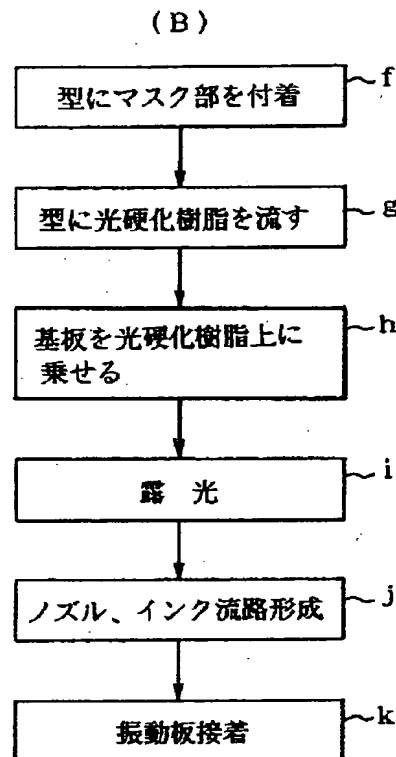 (B)
型にマスク部を付着
f
型に光硬化樹脂を流す
g
基板を光硬化樹脂上に
乗せる
h
露 光
i
ノズル、インク流路形成
j
振動板接着
k